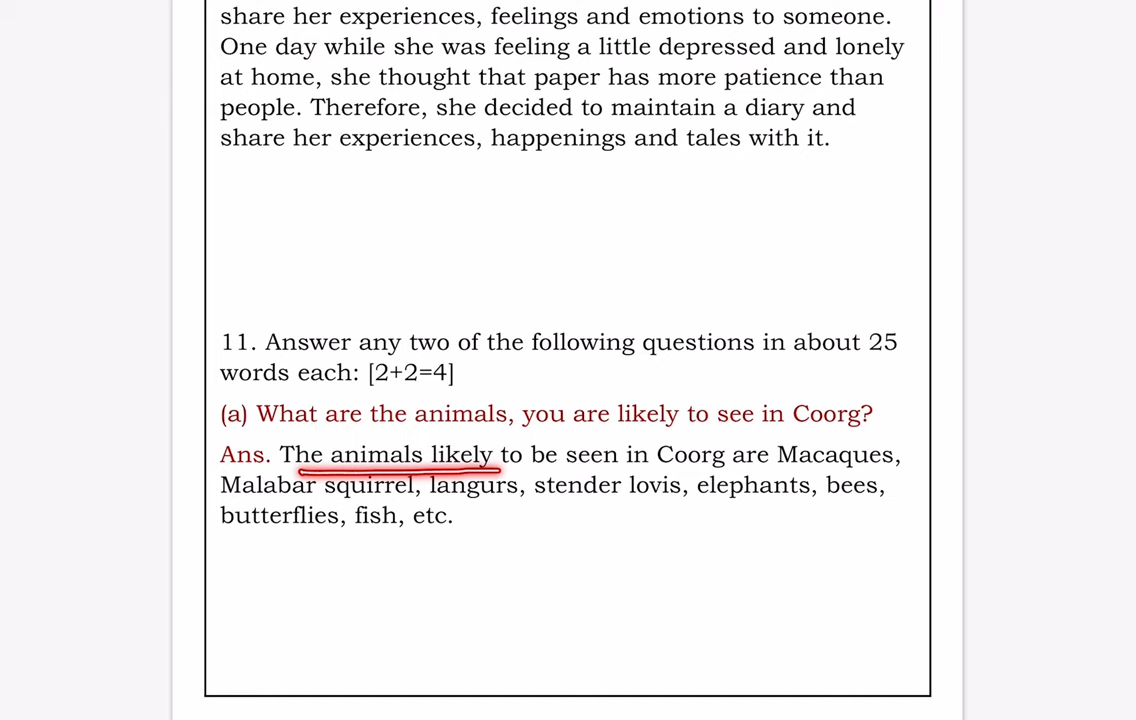 share her experiences, feelings and emotions to someone.
One day while she was feeling a little depressed and lonely
at home, she thought that paper has more patience than
people. Therefore, she decided to maintain a diary and
share her experiences, happenings and tales with it.
11. Answer any two of the following questions in about 25
words each: [2+2=4]
(a) What are the animals, you are likely to see in Coorg?
Ans. The animals likely to be seen in Coorg are Macaques,
Malabar squirrel, langurs, stender lovis, elephants, bees,
butterflies, fish, etc.